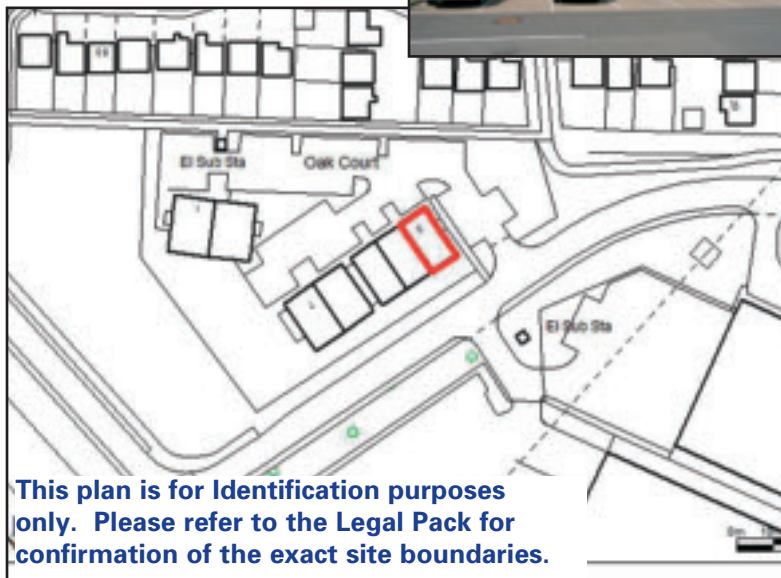 El Sub Sta
Oak Court
El Sub Sta
This plan is for Identification purposes
only. Please refer to the Legal Pack for
confirmation of the exact site boundaries.